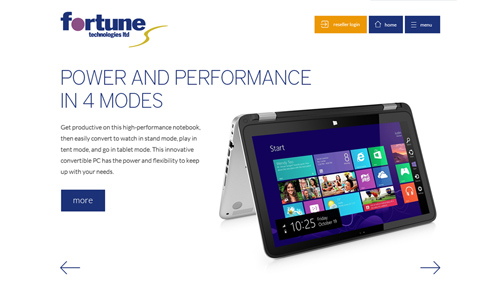 fortune
technologies ltd
reseller login
home
menu
POWER AND PERFORMANCE
IN 4 MODES
Get productive on this high-performance notebook,
then easily convert to watch in stand mode, play in
tent mode, and go in tablet mode. This innovative
convertible PC has the power and flexibility to keep
up with your needs.
more
Start
8
10:25
Friday
October 18